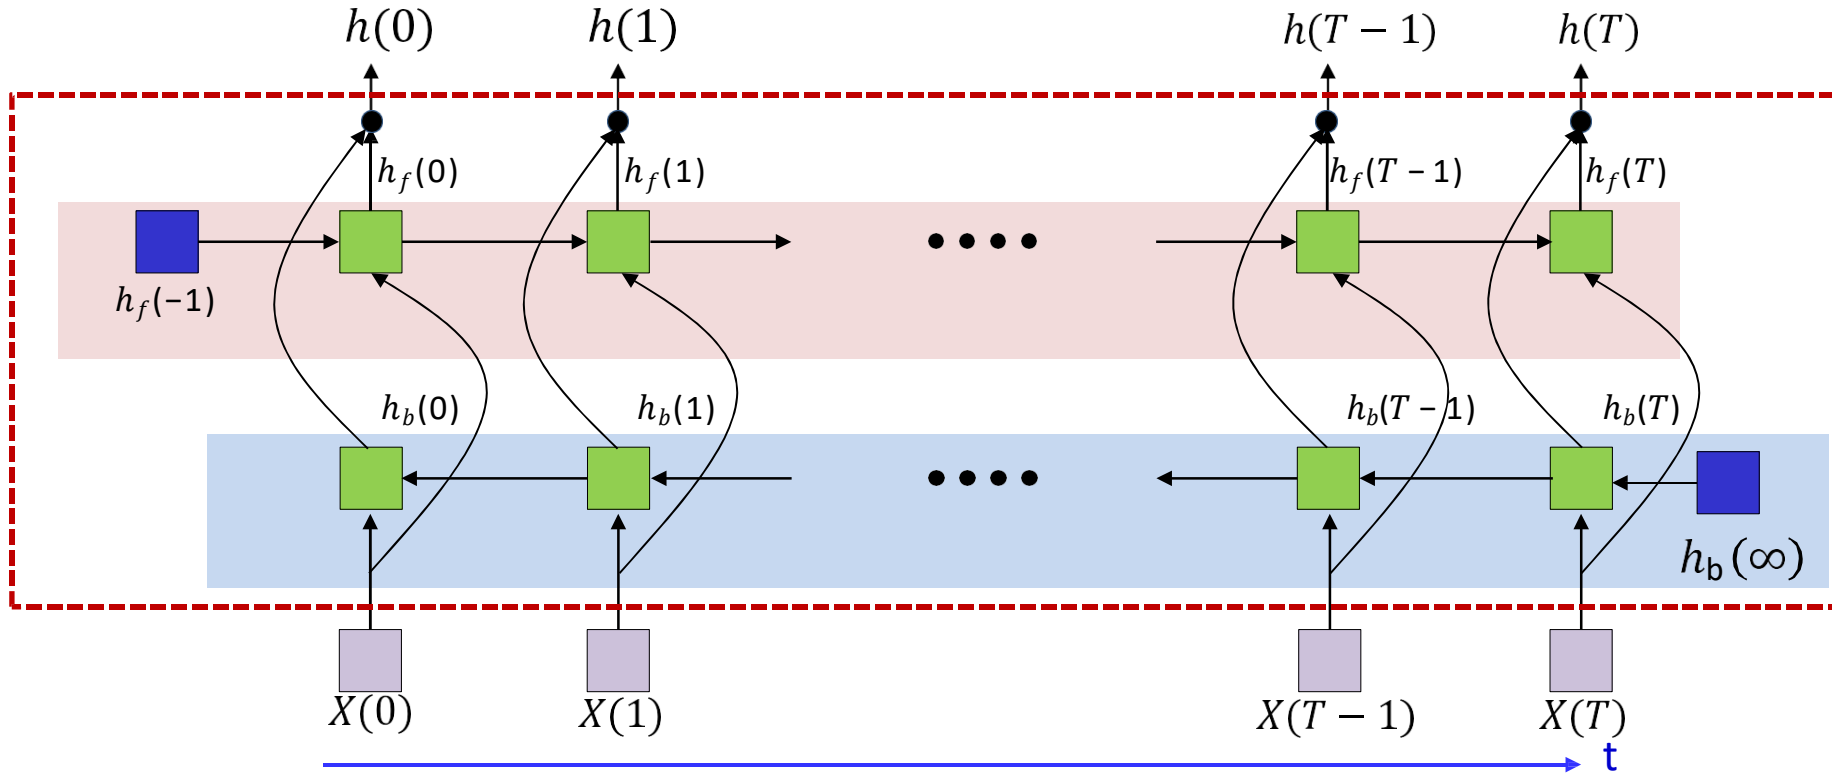 h(0) h(1) h(T − 1) h(T)
h_f(0) h_f(1) h_f(T − 1) h_f(T)
h_f(−1)
h_b(0) h_b(1) h_b(T − 1) h_b(T)
h_b(∞)
X(0) X(1) X(T − 1) X(T)
t